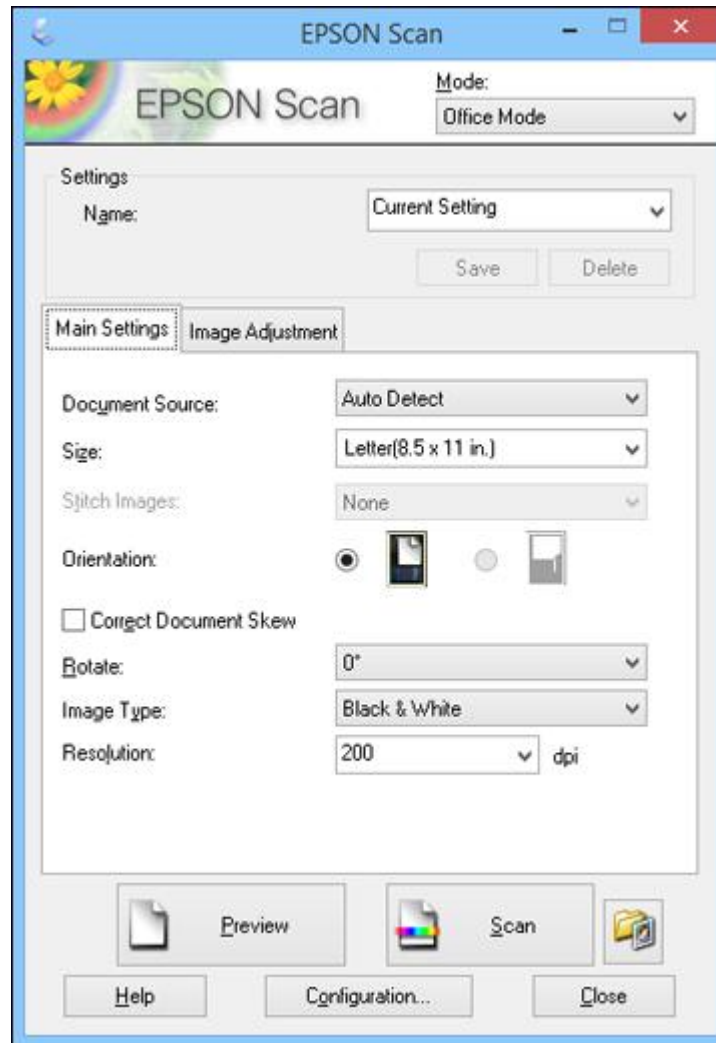 EPSON Scan
EPSON Scan
Mode:
Office Mode
Settings
Name:
Current Setting
Save
Delete
Main Settings
Image Adjustment
Document Source:
Auto Detect
Size:
Letter(8.5 x 11 in.)
Stitch Images:
None
Orientation:
Correct Document Skew
Rotate:
0°
Image Type:
Black & White
Resolution:
200
dpi
Preview
Scan
Help
Configuration...
Close